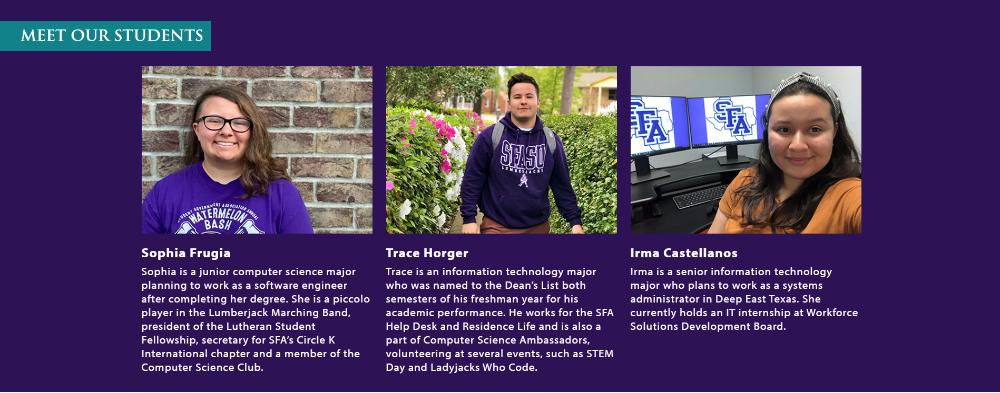 MEET OUR STUDENTS
STUDENT GOVERNMENT ASSOCIATION ANNUAL
WATERMELON
BASH
SFASU
LUMBERJACKS
SFA
SFA
Sophia Frugia
Sophia is a junior computer science major
planning to work as a software engineer
after completing her degree. She is a piccolo
player in the Lumberjack Marching Band,
president of the Lutheran Student
Fellowship, secretary for SFA’s Circle K
International chapter and a member of the
Computer Science Club.
Trace Horger
Trace is an information technology major
who was named to the Dean’s List both
semesters of his freshman year for his
academic performance. He works for the SFA
Help Desk and Residence Life and is also a
part of Computer Science Ambassadors,
volunteering at several events, such as STEM
Day and Ladyjacks Who Code.
Irma Castellanos
Irma is a senior information technology
major who plans to work as a systems
administrator in Deep East Texas. She
currently holds an IT internship at Workforce
Solutions Development Board.